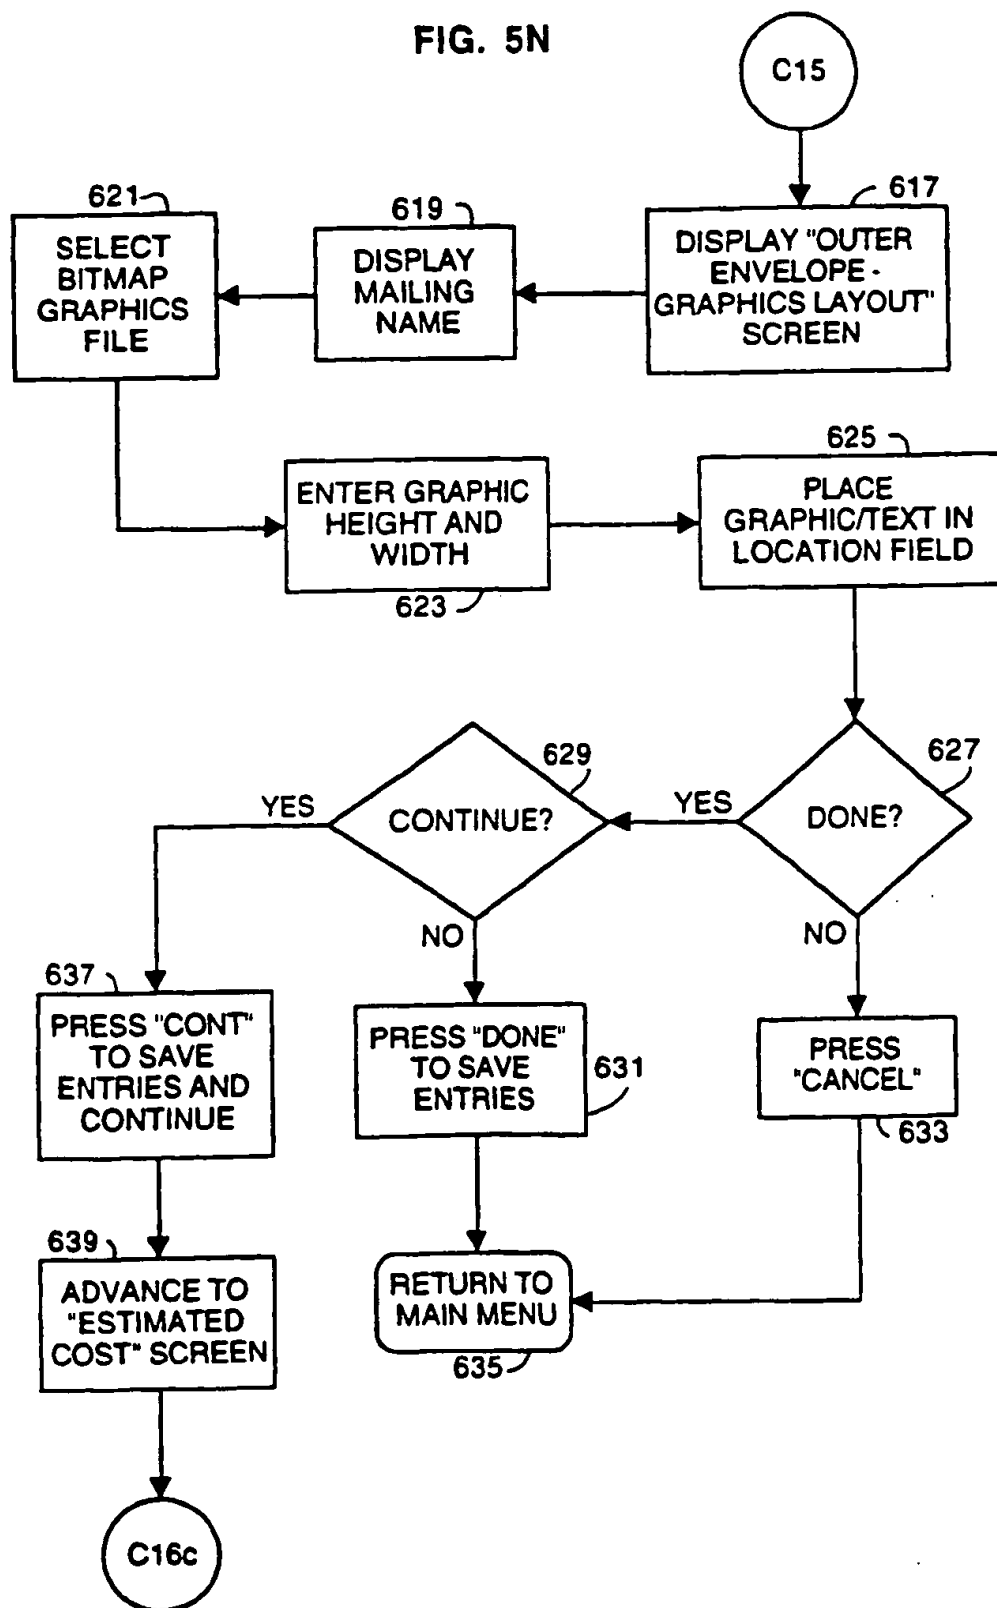 FIG. 5N
C15
617
DISPLAY "OUTER
ENVELOPE -
GRAPHICS LAYOUT"
SCREEN
619
DISPLAY
MAILING
NAME
621
SELECT
BITMAP
GRAPHICS
FILE
ENTER GRAPHIC
HEIGHT AND
WIDTH
623
625
PLACE
GRAPHIC/TEXT IN
LOCATION FIELD
627
DONE?
YES
NO
629
CONTINUE?
YES
NO
637
PRESS "CONT"
TO SAVE
ENTRIES AND
CONTINUE
PRESS "DONE"
TO SAVE
ENTRIES
631
PRESS
"CANCEL"
633
639
ADVANCE TO
"ESTIMATED
COST" SCREEN
RETURN TO
MAIN MENU
635
C16c